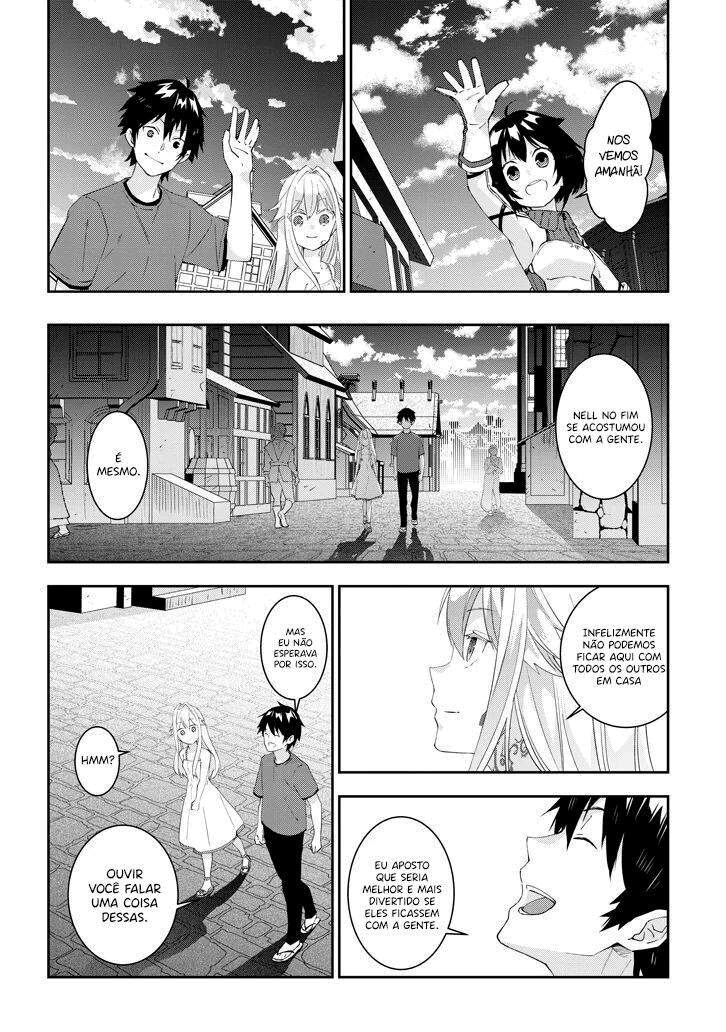 NOS
VEMOS
AMANHÃ!
NELL NO FIM
SE ACOSTUMOU
COM A GENTE.
É
MESMO.
INFELIZMENTE
NÃO PODEMOS
FICAR AQUI COM
TODOS OS OUTROS
EM CASA
EU APOSTO
QUE SERIA
MELHOR E MAIS
DIVERTIDO SE
ELES FICASSEM
COM A GENTE.
MAS
EU NÃO
ESPERAVA
POR ISSO.
HMM?
OUVIR
VOCÊ FALAR
UMA COISA
DESSAS.